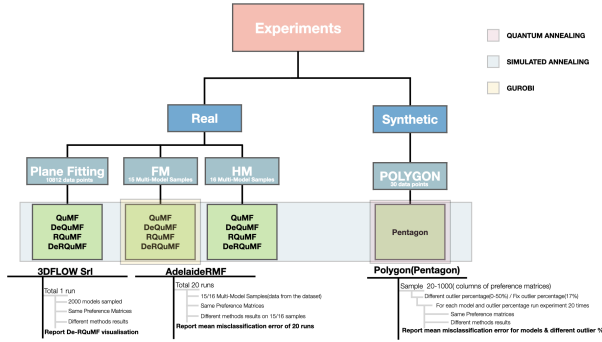 Experiments
QUANTUM ANNEALING
SIMULATED ANNEALING
GUROBI
Real
Synthetic
Plane Fitting
10812 data points
FM
15 Multi-Model Samples
HM
16 Multi-Model Samples
POLYGON
30 data points
QuMF
DeQuMF
RQuMF
DeRQuMF
QuMF
DeQuMF
RQuMF
DeRQuMF
QuMF
DeQuMF
RQuMF
DeRQuMF
Pentagon
3DFLOW Srl
Total 1 run
2000 models sampled
Same Preference Matrices
Different methods results
Report De-RQuMF visualisation
AdelaideRMF
Total 20 runs
15/16 Multi-Model Samples(data from the dataset)
Same Preference Matrices
Different methods results on 15/16 samples
Report mean misclassification error of 20 runs
Polygon(Pentagon)
Sample 20-1000( columns of preference matrices)
Different outlier percentage(0-50%) / Fix outlier percentage(17%)
For each model and outlier percentage run experiment 20 times
Same Preference matrices
Different methods results
Report mean misclassification error for models & different outlier %